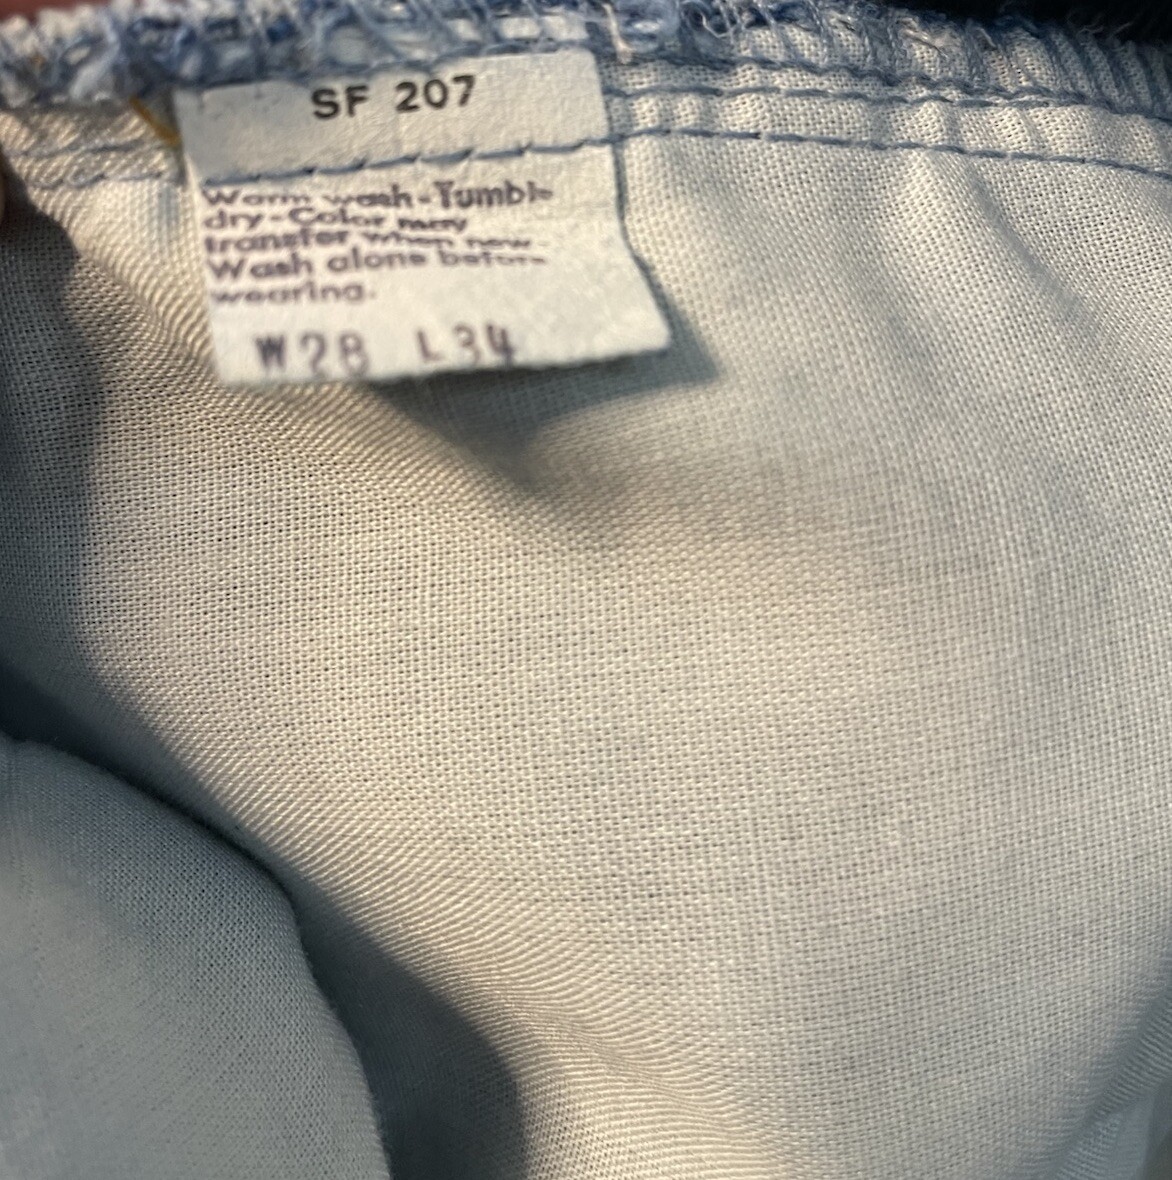 SF 207
Warm wash-Tumble
dry-Color may
transfer when new.
Wash alone before
wearing.
W28 L34